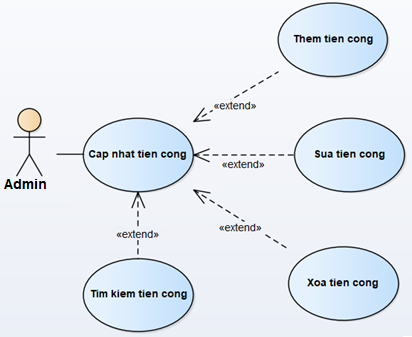 Them tien cong
«extend»
Cap nhat tien cong
Sua tien cong
«extend»
Admin
«extend»
«extend»
Tim kiem tien cong
Xoa tien cong